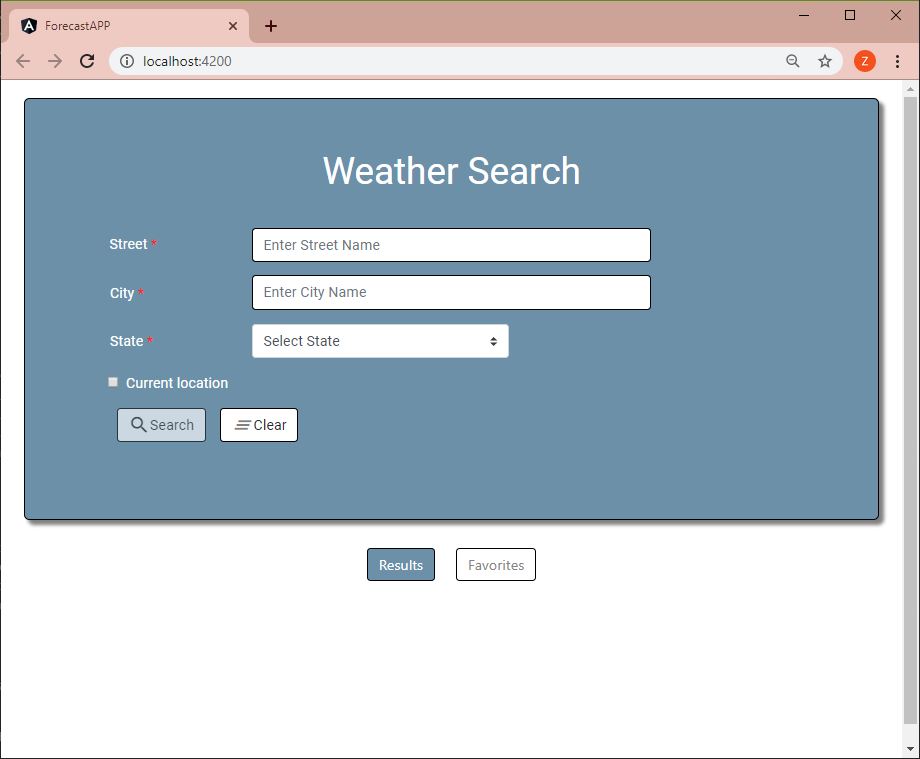 ForecastAPP
localhost:4200
Z
Weather Search
Street * Enter Street Name
City * Enter City Name
State * Select State
Current location
Search Clear
Results Favorites